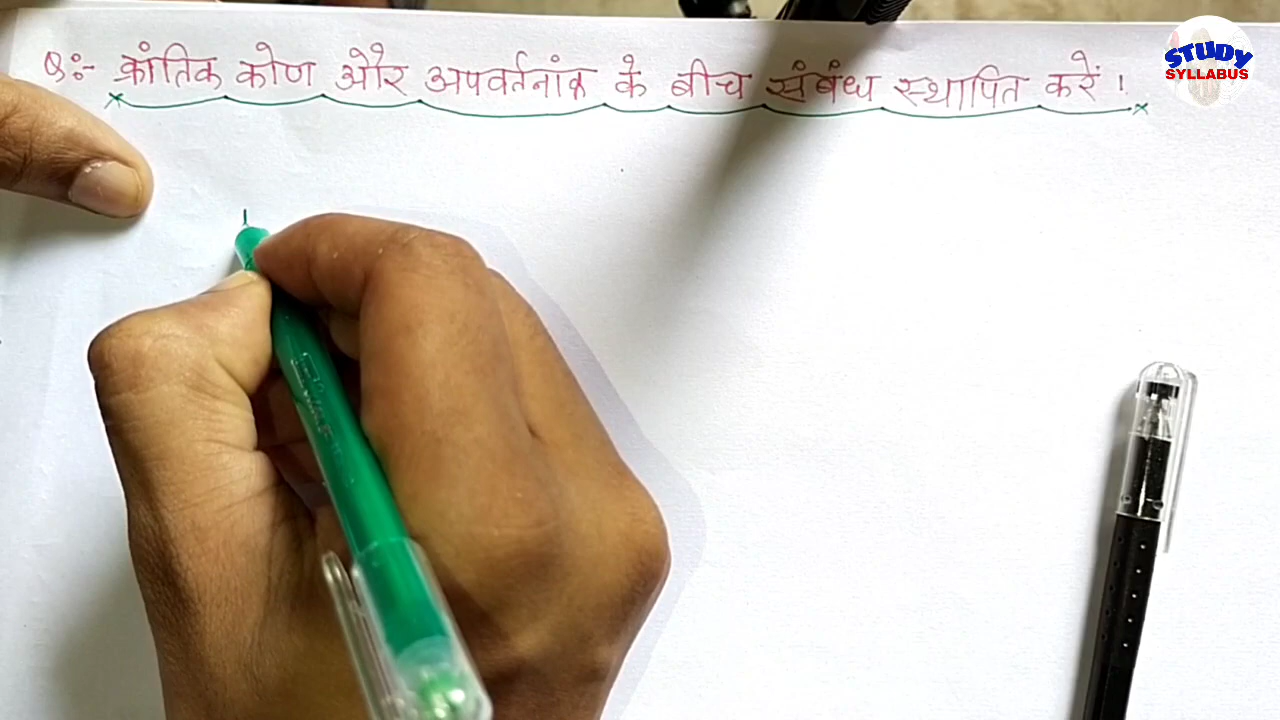 Q:- क्रांतिक कोण और अपवर्तनांक के बीच संबंध स्थापित करें।
STUDY
SYLLABUS